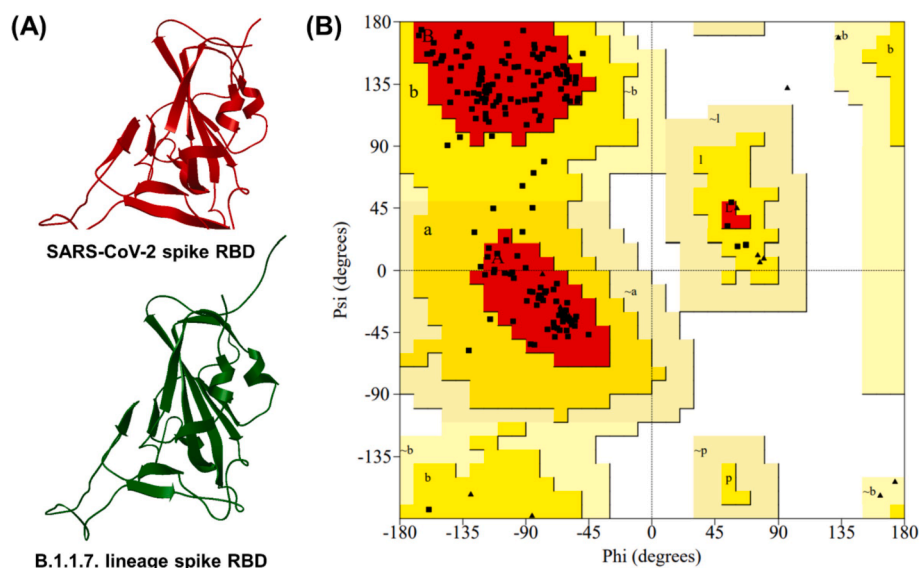 (A)
SARS-CoV-2 spike RBD
B.1.1.7. lineage spike RBD
(B)
Psi (degrees)
180
135
90
45
0
-45
-90
-135
B
b
~b
~l
l
L
a
A
~a
~b
b
~p
p
~b
b
~b
-180 -135 -90 -45 0 45 90 135 180
Phi (degrees)